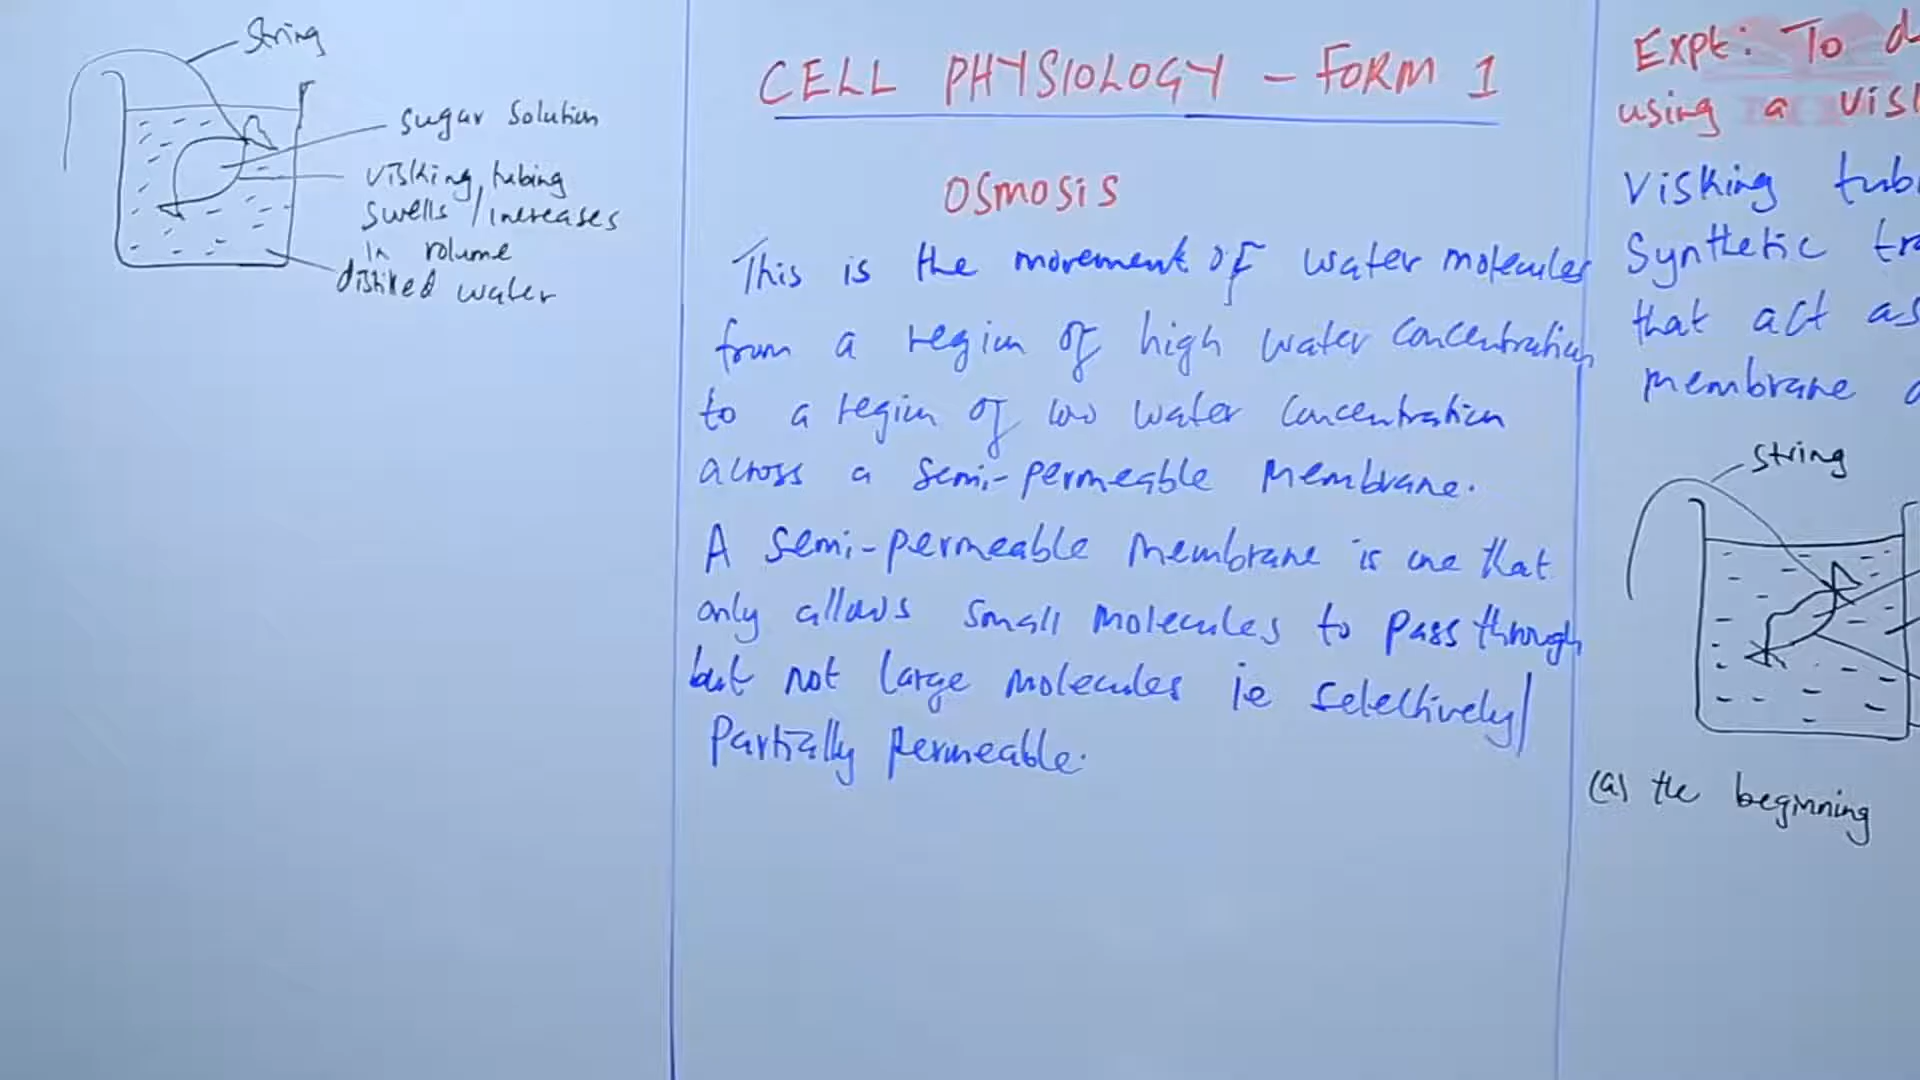 String
Sugar Solution
visking tubing
swells / increases
in volume
distilled water
CELL PHYSIOLOGY - FORM 1
OSMOSIS
This is the movement of water molecules
from a region of high water concentration
to a region of low water concentration
across a semi-permeable membrane.
A semi-permeable membrane is one that
only allows small molecules to pass through
but not large molecules ie selectively/
partially permeable.
Expt: To d
using a Vis
Visking tub
Synthetic tra
that act as
membrane
String
(a) the beginning